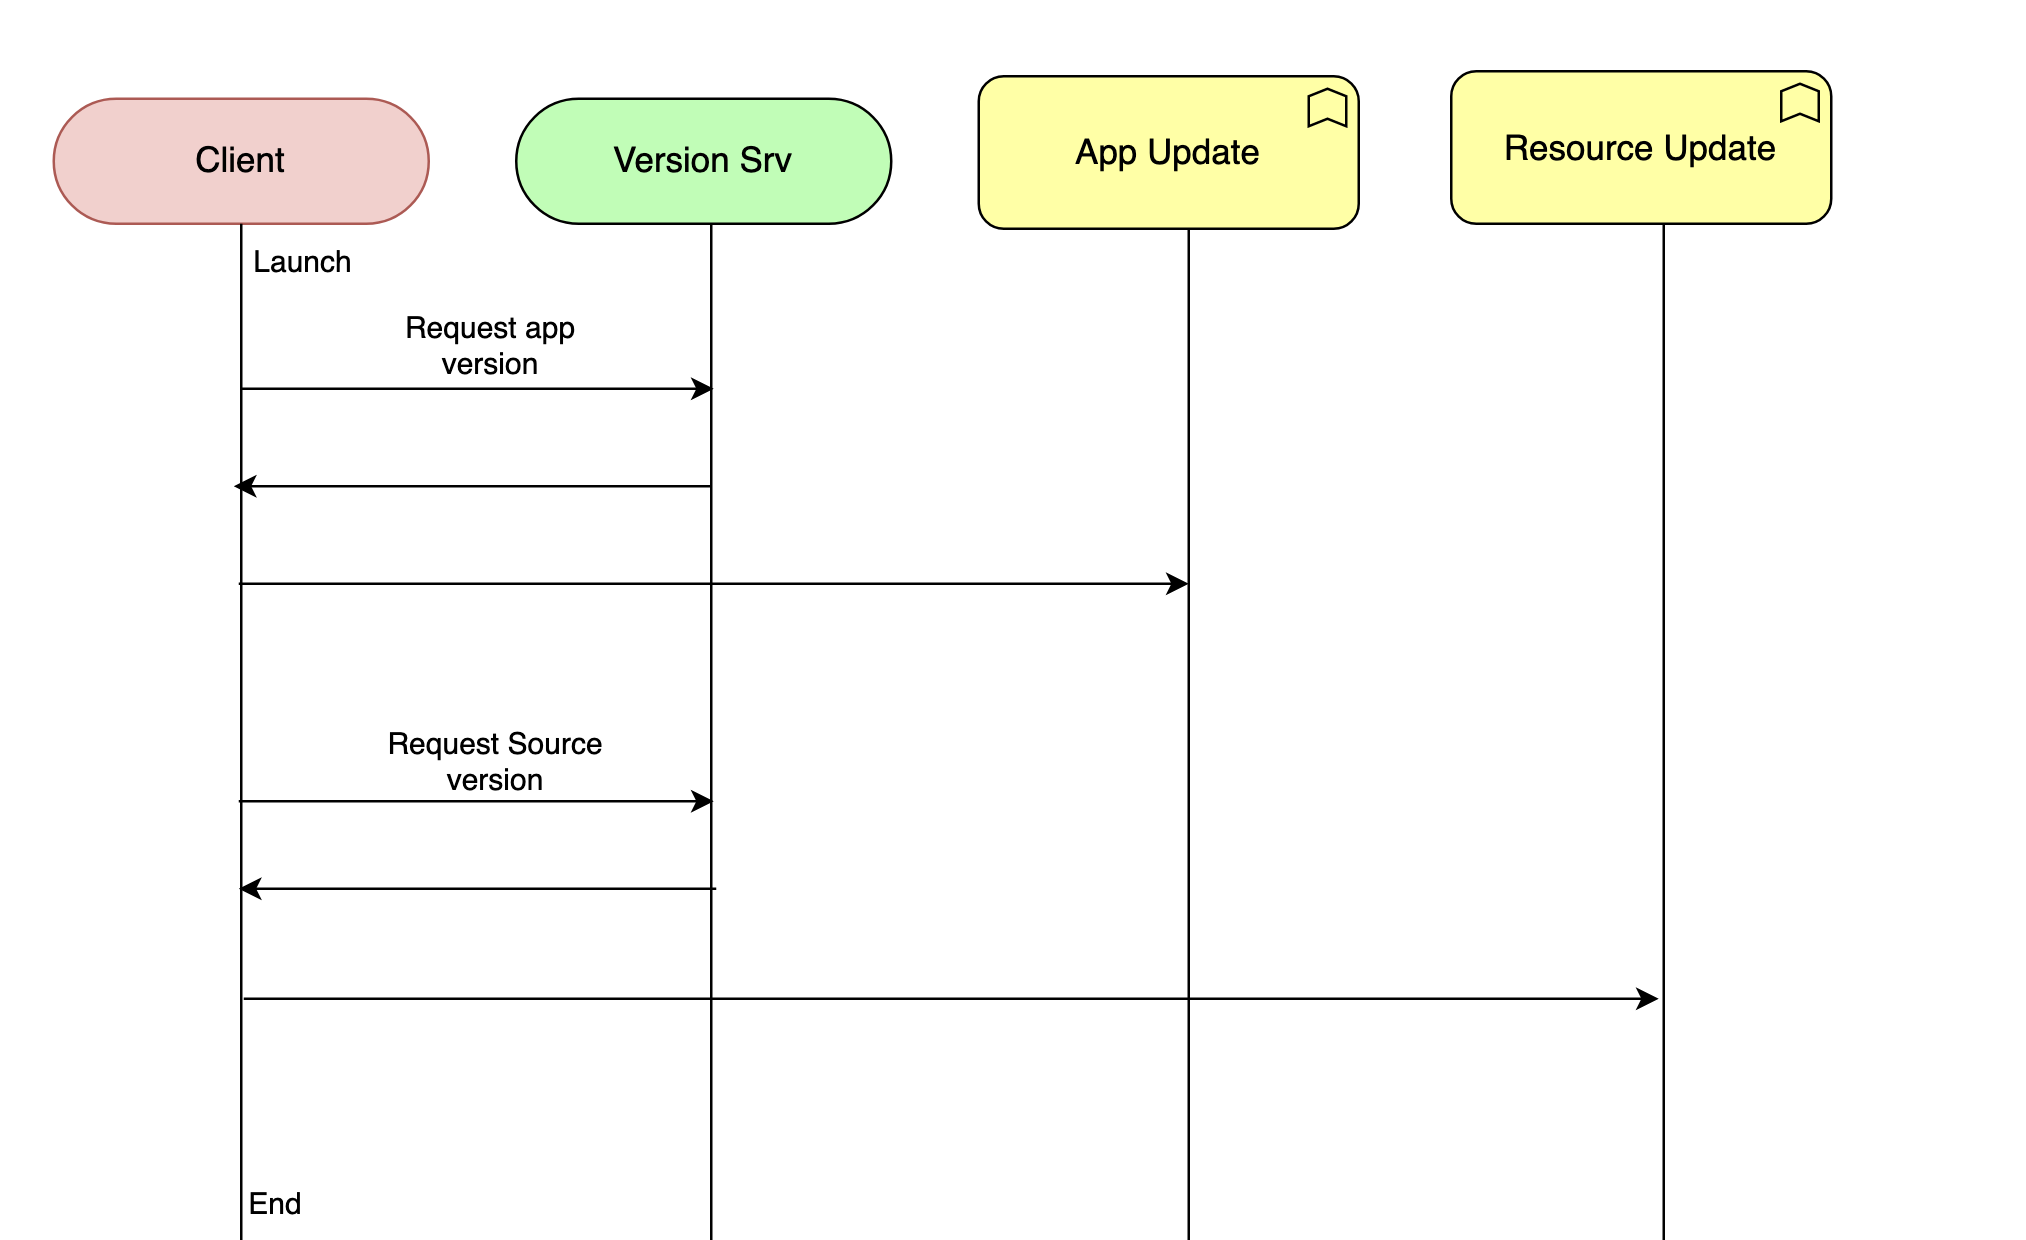 Client
Version Srv
App Update
Resource Update
Launch
Request app
version
Request Source
version
End